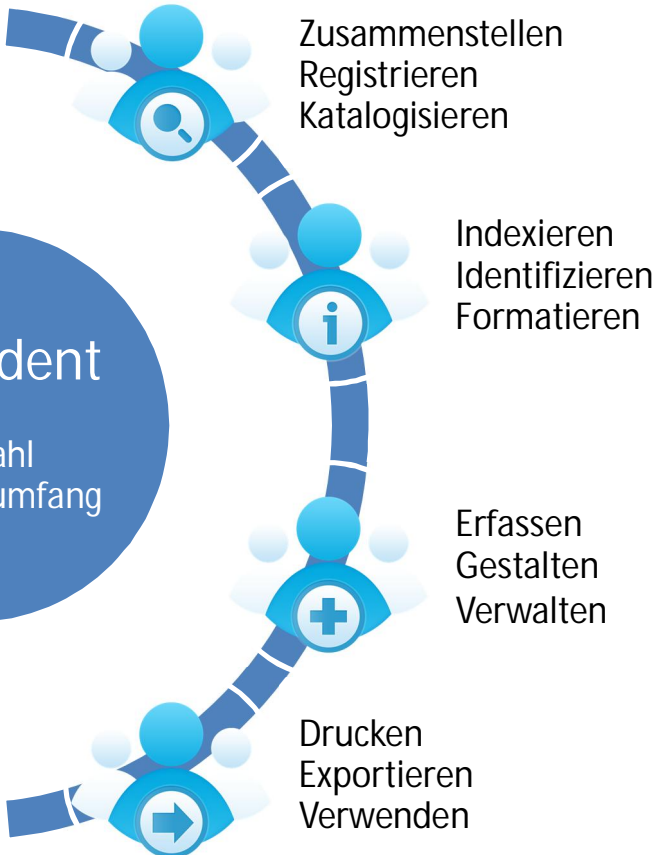 Zusammenstellen
Registrieren
Katalogisieren
Indexieren
Identifizieren
Formatieren
dent
ahl
umfang
Erfassen
Gestalten
Verwalten
Drucken
Exportieren
Verwenden